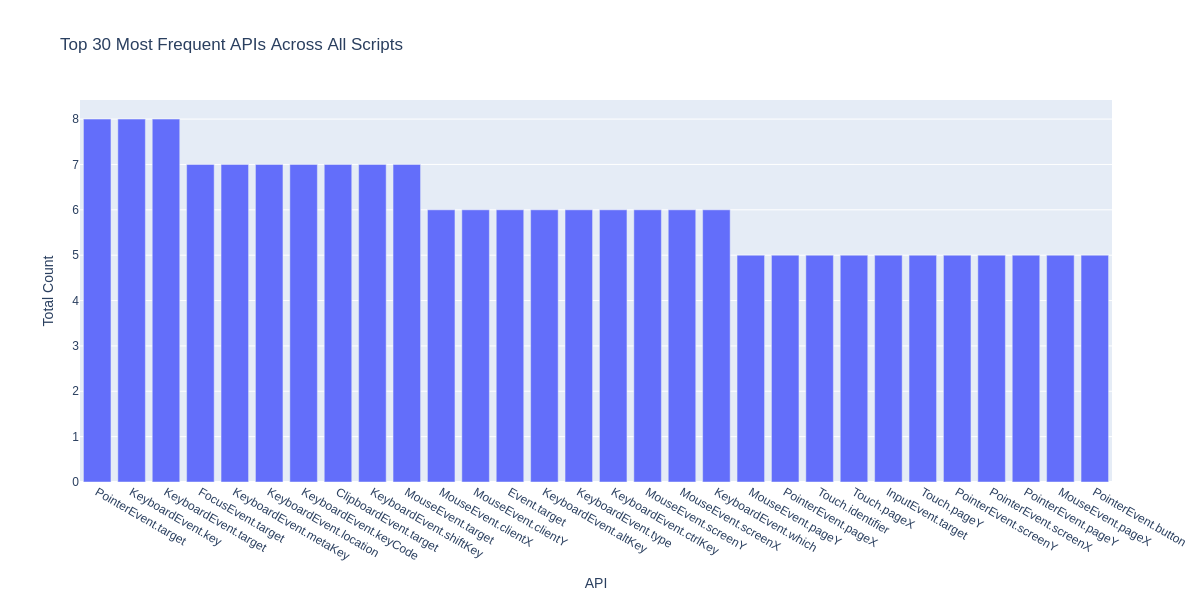 Top 30 Most Frequent APIs Across All Scripts
Total Count
8
7
6
5
4
3
2
1
0
PointerEvent.target
KeyboardEvent.key
KeyboardEvent.target
FocusEvent.target
KeyboardEvent.metaKey
KeyboardEvent.location
KeyboardEvent.keyCode
ClipboardEvent.target
KeyboardEvent.shiftKey
MouseEvent.target
MouseEvent.clientX
MouseEvent.clientY
Event.target
KeyboardEvent.altKey
KeyboardEvent.type
KeyboardEvent.ctrlKey
MouseEvent.screenY
MouseEvent.screenX
KeyboardEvent.which
MouseEvent.pageY
PointerEvent.pageX
Touch.identifier
Touch.pageX
InputEvent.target
Touch.pageY
PointerEvent.screenY
PointerEvent.screenX
PointerEvent.pageY
MouseEvent.pageX
PointerEvent.button
API